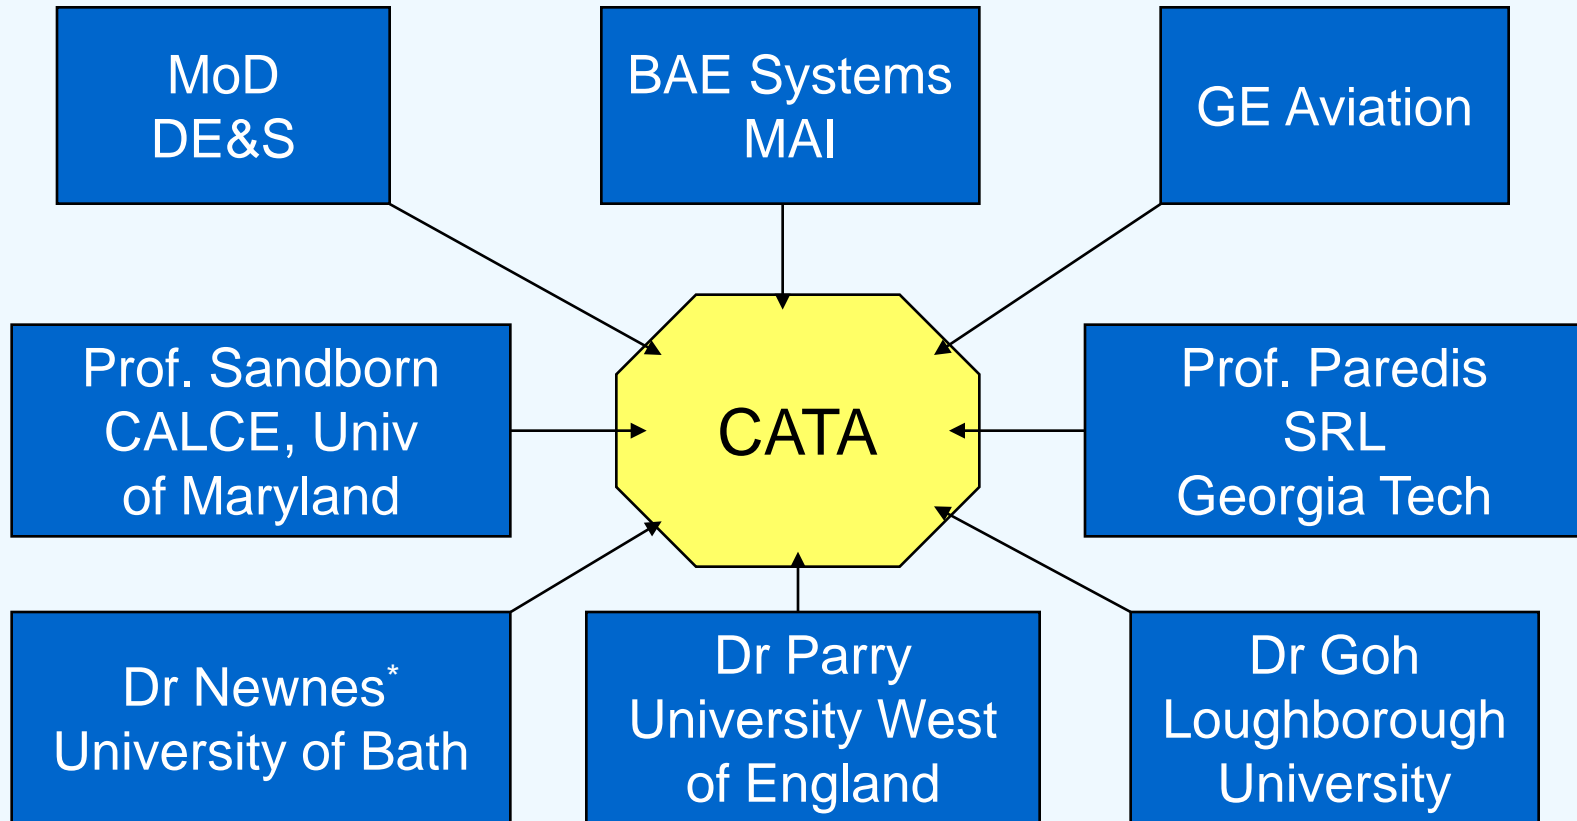 MoD
DE&S
BAE Systems
MAI
GE Aviation
Prof. Sandborn
CALCE, Univ
of Maryland
CATA
Prof. Paredis
SRL
Georgia Tech
Dr Newnes*
University of Bath
Dr Parry
University West
of England
Dr Goh
Loughborough
University